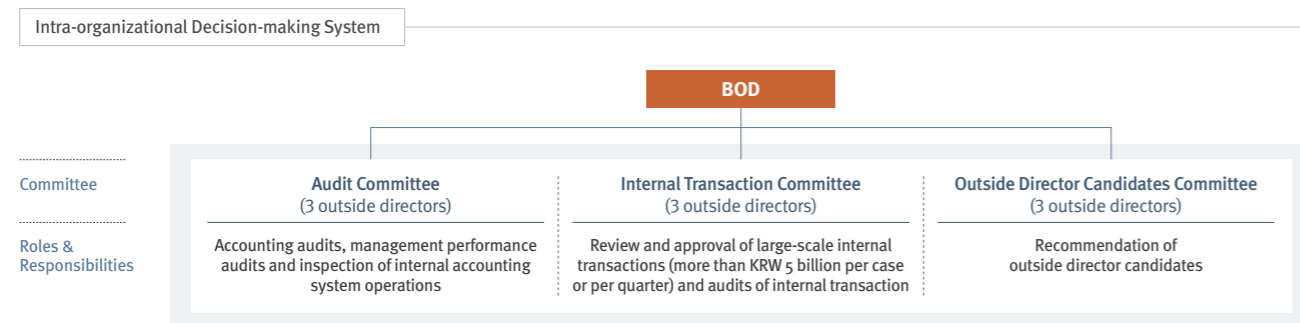 Intra-organizational Decision-making System
BOD
Committee
Audit Committee
(3 outside directors)
Internal Transaction Committee
(3 outside directors)
Outside Director Candidates Committee
(3 outside directors)
Roles &
Responsibilities
Accounting audits, management performance
audits and inspection of internal accounting
system operations
Review and approval of large-scale internal
transactions (more than KRW 5 billion per case
or per quarter) and audits of internal transaction
Recommendation of
outside director candidates